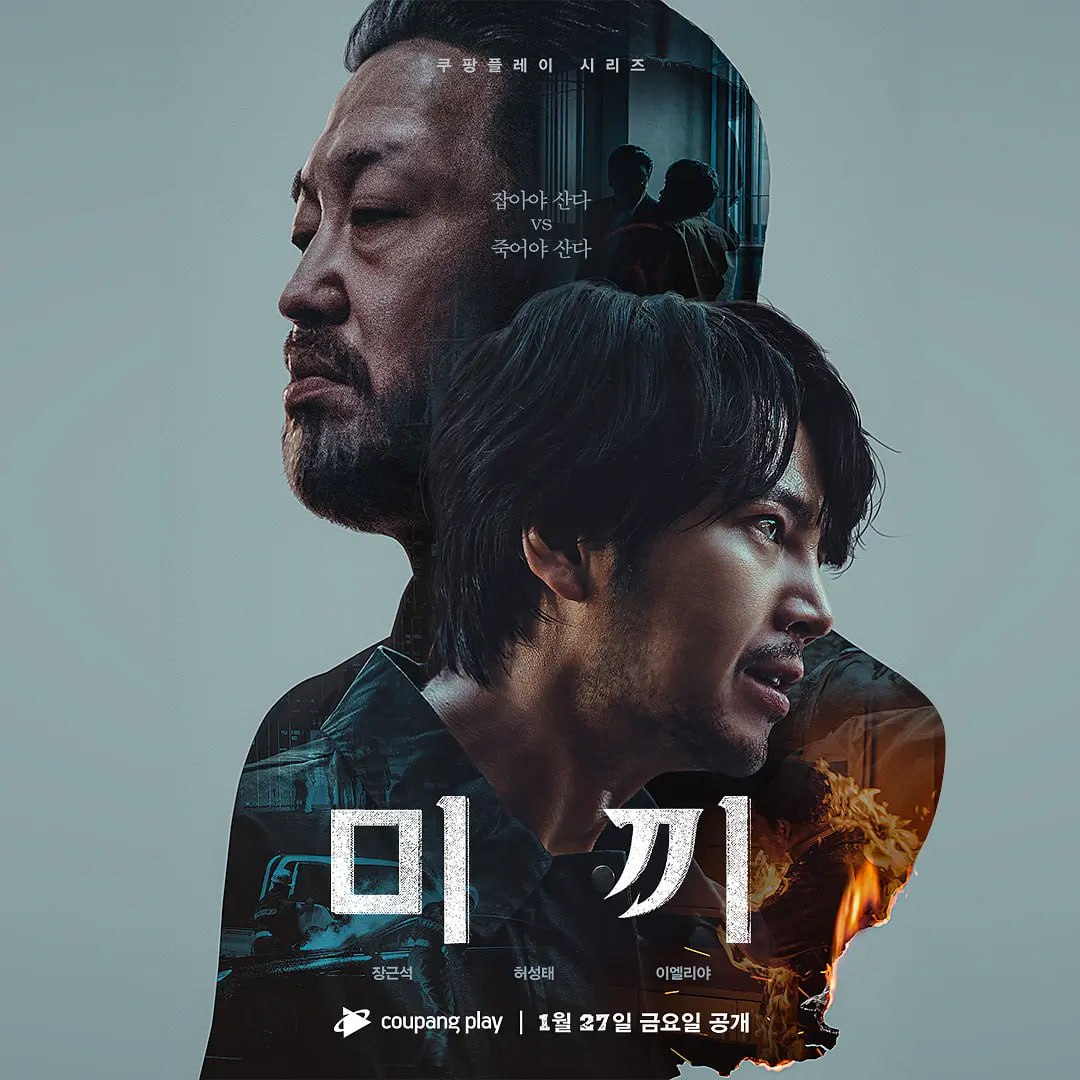 쿠팡플레이 시리즈
잡아야 산다
vs
죽어야 산다
미끼
장근석 허성태 이엘리야
coupang play | 1월 27일 금요일 공개